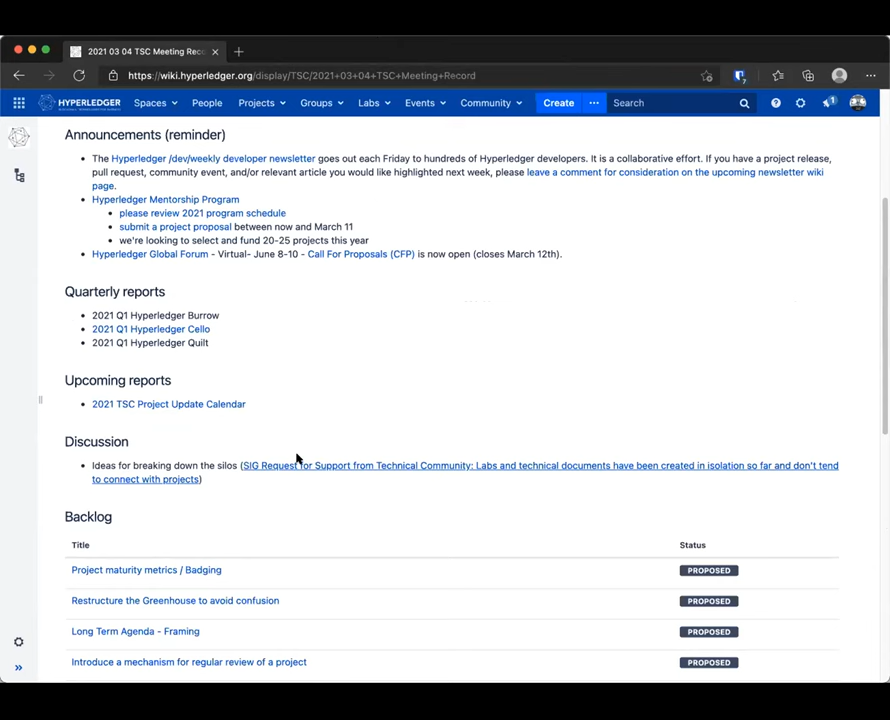 2021 03 04 TSC Meeting Rec
https://wiki.hyperledger.org/display/TSC/2021+03+04+TSC+Meeting+Record
7
HYPERLEDGER Spaces People Projects Groups Labs Events Community Create ... Search 1
Announcements (reminder)
The Hyperledger /dev/weekly developer newsletter goes out each Friday to hundreds of Hyperledger developers. It is a collaborative effort. If you have a project release,
pull request, community event, and/or relevant article you would like highlighted next week, please leave a comment for consideration on the upcoming newsletter wiki
page.
Hyperledger Mentorship Program
please review 2021 program schedule
submit a project proposal between now and March 11
we're looking to select and fund 20-25 projects this year
Hyperledger Global Forum - Virtual- June 8-10 - Call For Proposals (CFP) is now open (closes March 12th).
Quarterly reports
2021 Q1 Hyperledger Burrow
2021 Q1 Hyperledger Cello
2021 Q1 Hyperledger Quilt
Upcoming reports
2021 TSC Project Update Calendar
Discussion
Ideas for breaking down the silos (SIG Request for Support from Technical Community: Labs and technical documents have been created in isolation so far and don't tend
to connect with projects)
Backlog
Title Status
Project maturity metrics / Badging PROPOSED
Restructure the Greenhouse to avoid confusion PROPOSED
Long Term Agenda - Framing PROPOSED
Introduce a mechanism for regular review of a project PROPOSED